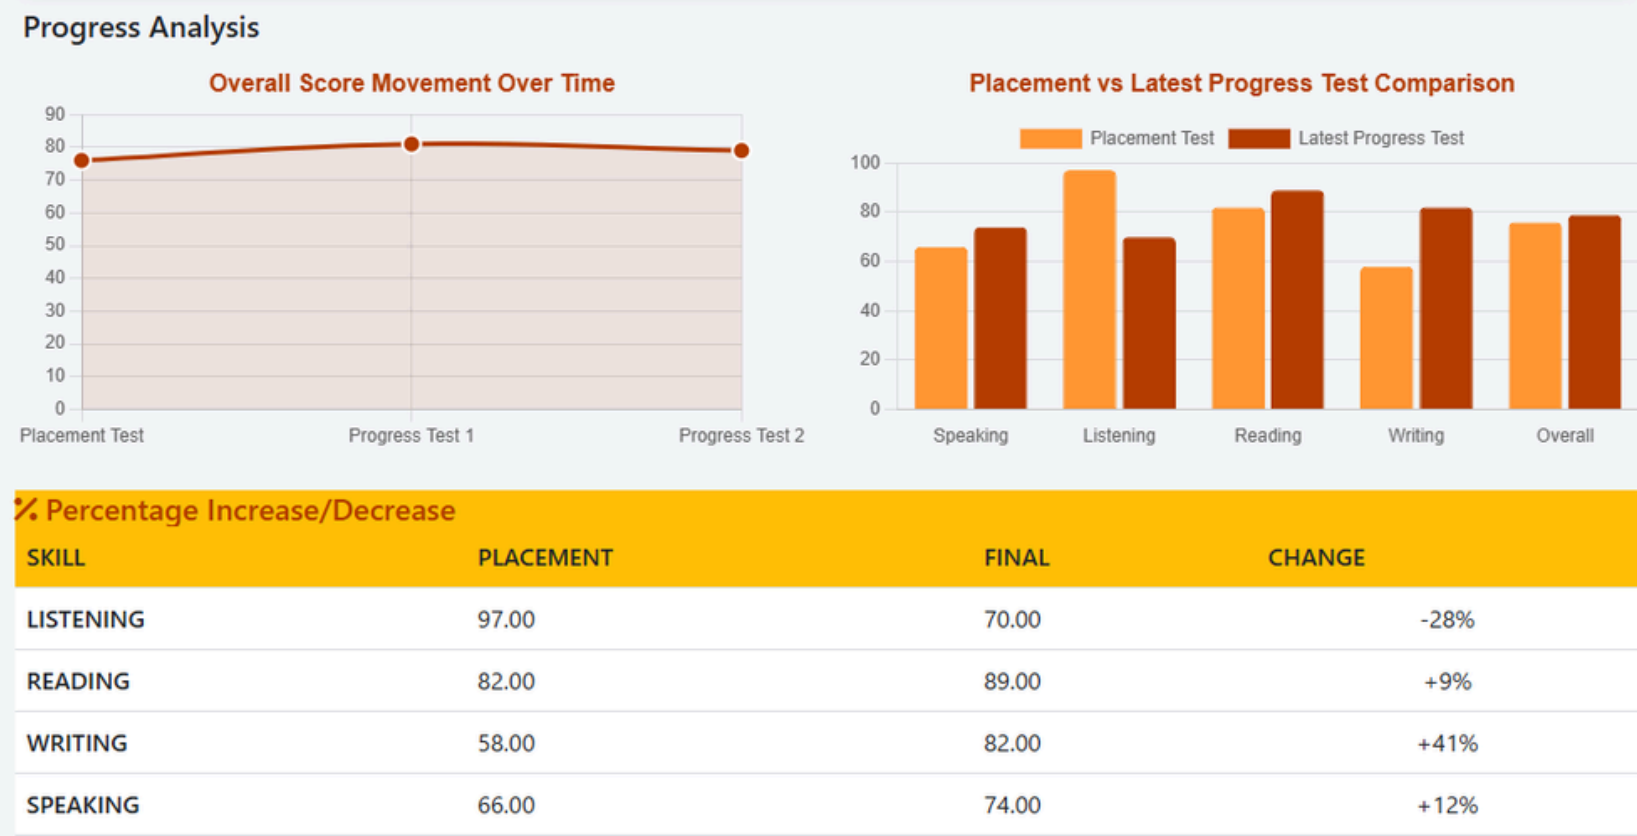 Progress Analysis
Overall Score Movement Over Time
90
80
70
60
50
40
30
20
10
0
Placement Test
Progress Test 1
Progress Test 2
Placement vs Latest Progress Test Comparison
Placement Test
Latest Progress Test
100
80
60
40
20
0
Speaking
Listening
Reading
Writing
Overall
% Percentage Increase/Decrease
SKILL PLACEMENT FINAL CHANGE
LISTENING 97.00 70.00 -28%
READING 82.00 89.00 +9%
WRITING 58.00 82.00 +41%
SPEAKING 66.00 74.00 +12%